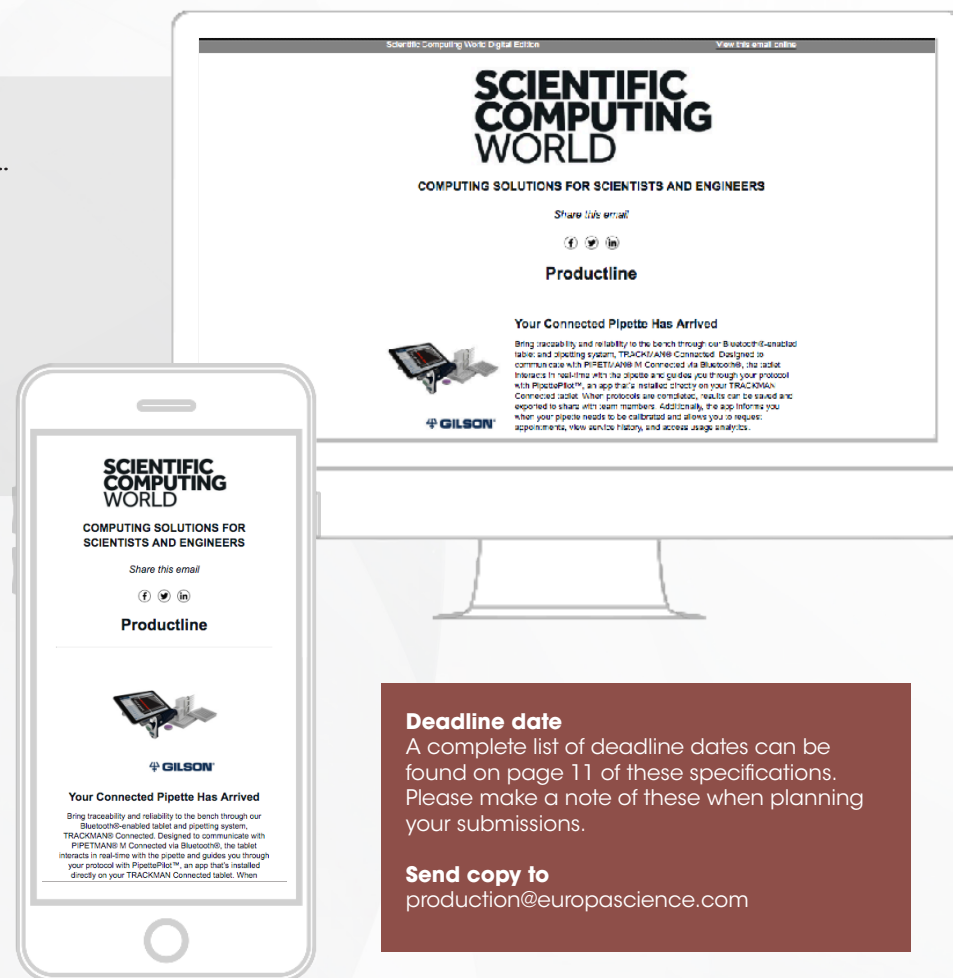 ..
Scientific Computing World Digital Edition
View this email online
SCIENTIFIC
COMPUTING
WORLD
COMPUTING SOLUTIONS FOR SCIENTISTS AND ENGINEERS
Share this email
Productline
Your Connected Pipette Has Arrived
Bring traceability and reliability to the bench through our Bluetooth®-enabled
tablet and pipetting system, TRACKMAN® Connected. Designed to
communicate with PIPETMAN® M Connected via Bluetooth®, the tablet
interacts in real-time with the pipette and guides you through your protocol
with PipettePilot™, an app that's installed directly on your TRACKMAN
Connected tablet. When protocols are completed, results can be saved and
exported to share with team members. Additionally, the app informs you
when your pipette needs to be calibrated and allows you to request
appointments, view service history, and access usage analytics.
GILSON®
SCIENTIFIC
COMPUTING
WORLD
COMPUTING SOLUTIONS FOR
SCIENTISTS AND ENGINEERS
Share this email
Productline
GILSON®
Your Connected Pipette Has Arrived
Bring traceability and reliability to the bench through our
Bluetooth®-enabled tablet and pipetting system,
TRACKMAN® Connected. Designed to communicate with
PIPETMAN® M Connected via Bluetooth®, the tablet
interacts in real-time with the pipette and guides you through
your protocol with PipettePilot™, an app that's installed
directly on your TRACKMAN Connected tablet. When
Deadline date
A complete list of deadline dates can be
found on page 11 of these specifications.
Please make a note of these when planning
your submissions.
Send copy to
production@europascience.com